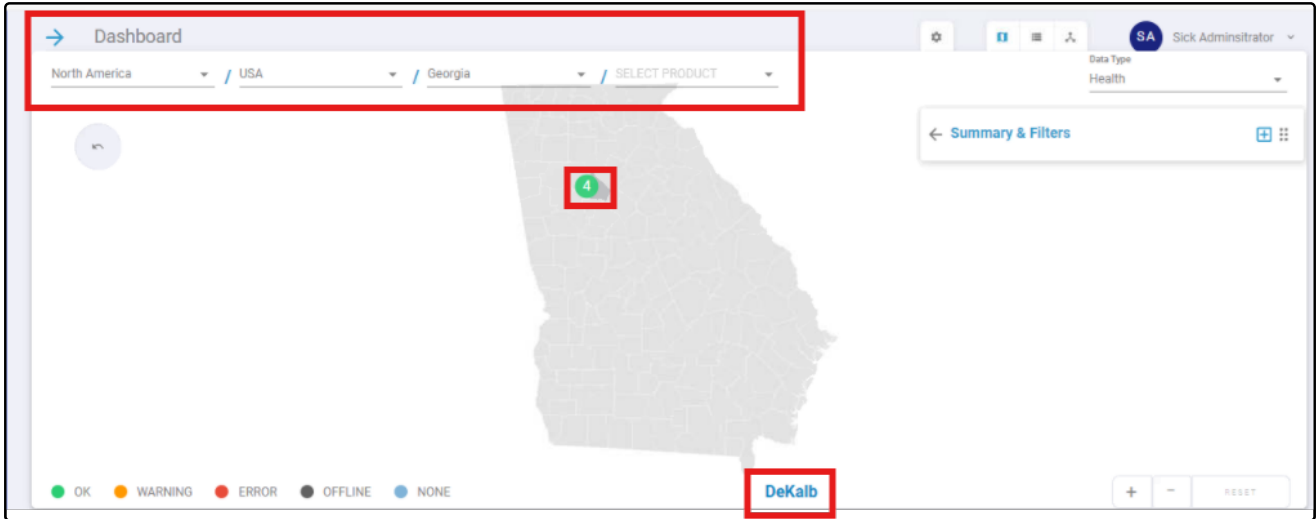 Dashboard
SA Sick Adminsitrator
North America / USA / Georgia / SELECT PRODUCT
Data Type
Health
Summary & Filters
4
OK WARNING ERROR OFFLINE NONE
DeKalb
+ - RESET